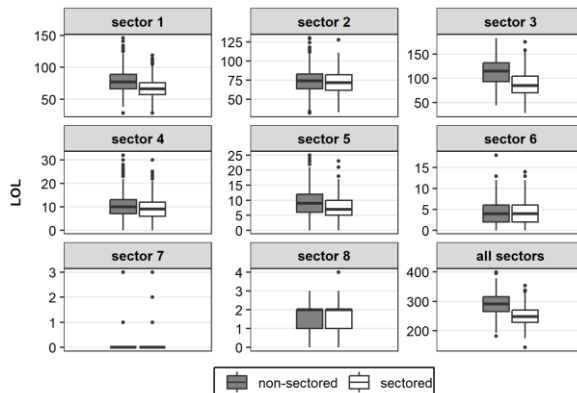 sector 1 sector 2 sector 3
150 100 50
125 100 75 50
150 100 50
LOL
sector 4 sector 5 sector 6
30 20 10 0
25 20 15 10 5 0
15 10 5 0
sector 7 sector 8 all sectors
3 2 1 0
4 3 2 1 0
400 300 200
non-sectored sectored